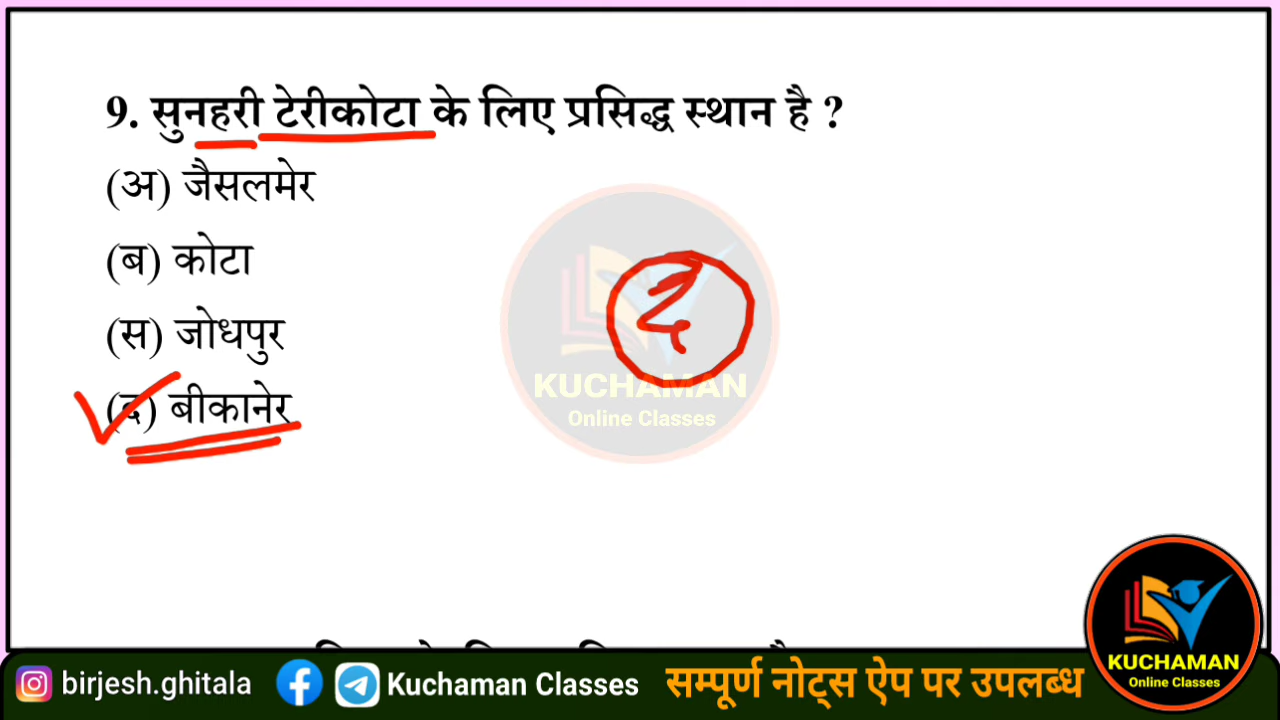 9. सुनहरी टेरीकोटा के लिए प्रसिद्ध स्थान है ?
(अ) जैसलमेर
(ब) कोटा
(स) जोधपुर
(द) बीकानेर
द
KUCHAMAN
Online Classes
KUCHAMAN
Online Classes
birjesh.ghitala
Kuchaman Classes
सम्पूर्ण नोट्स ऐप पर उपलब्ध